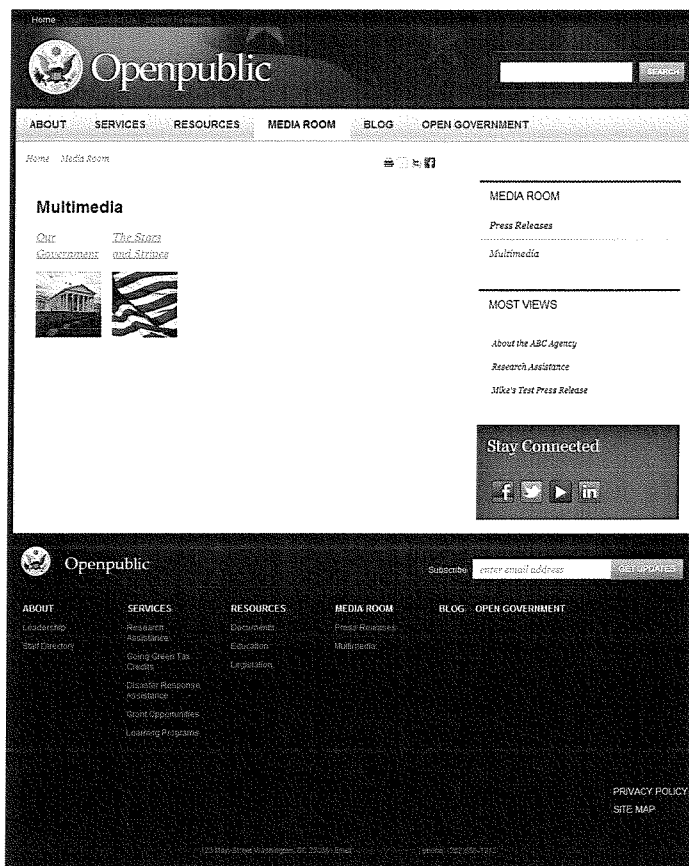 Home
Openpublic
SEARCH
ABOUT SERVICES RESOURCES MEDIA ROOM BLOG OPEN GOVERNMENT
Home Media Room
Multimedia
Our Government
The Stars and Stripes
MEDIA ROOM
Press Releases
Multimedia
MOST VIEWS
About the ABC Agency
Research Assistance
Mike's Test Press Release
Stay Connected
Openpublic
Subscribe enter email address GET UPDATES
ABOUT
Leadership
Staff Directory
SERVICES
Research
Assistance
Going Green Tax
Credits
Disaster Response
Assistance
Grant Opportunities
Learning Programs
RESOURCES
Documents
Education
Legislation
MEDIA ROOM
Press Releases
Multimedia
BLOG
OPEN GOVERNMENT
PRIVACY POLICY
SITE MAP